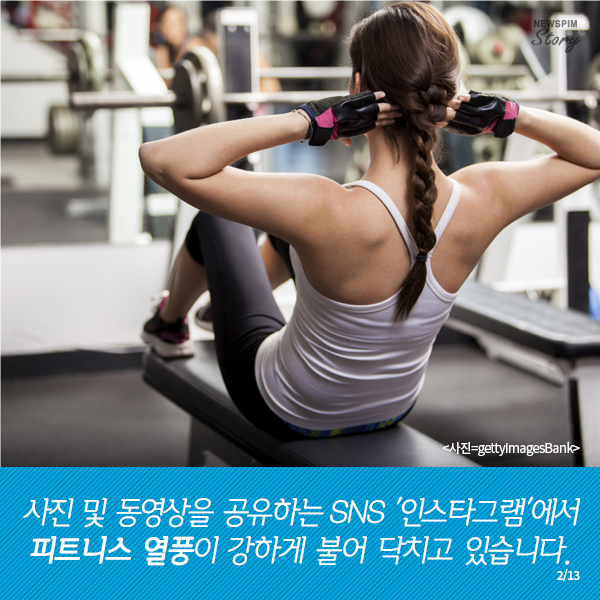 NEWSPIM
Story
<사진=gettyimagesBank>
사진 및 동영상을 공유하는 SNS '인스타그램'에서
피트니스 열풍이 강하게 불어 닥치고 있습니다.
2/13